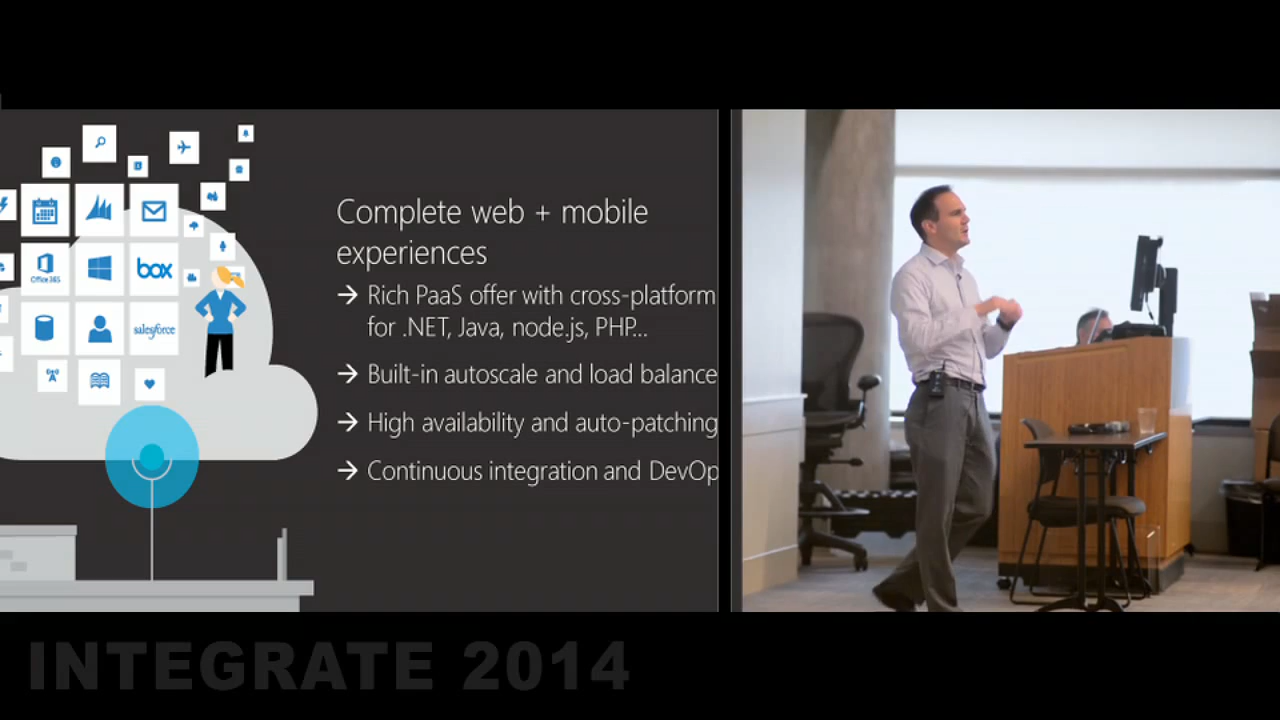 Complete web + mobile
experiences
→ Rich PaaS offer with cross-platform
for .NET, Java, node.js, PHP...
→ Built-in autoscale and load balance
→ High availability and auto-patching
→ Continuous integration and DevOp
Office 365
box
salesforce
INTEGRATE 2014